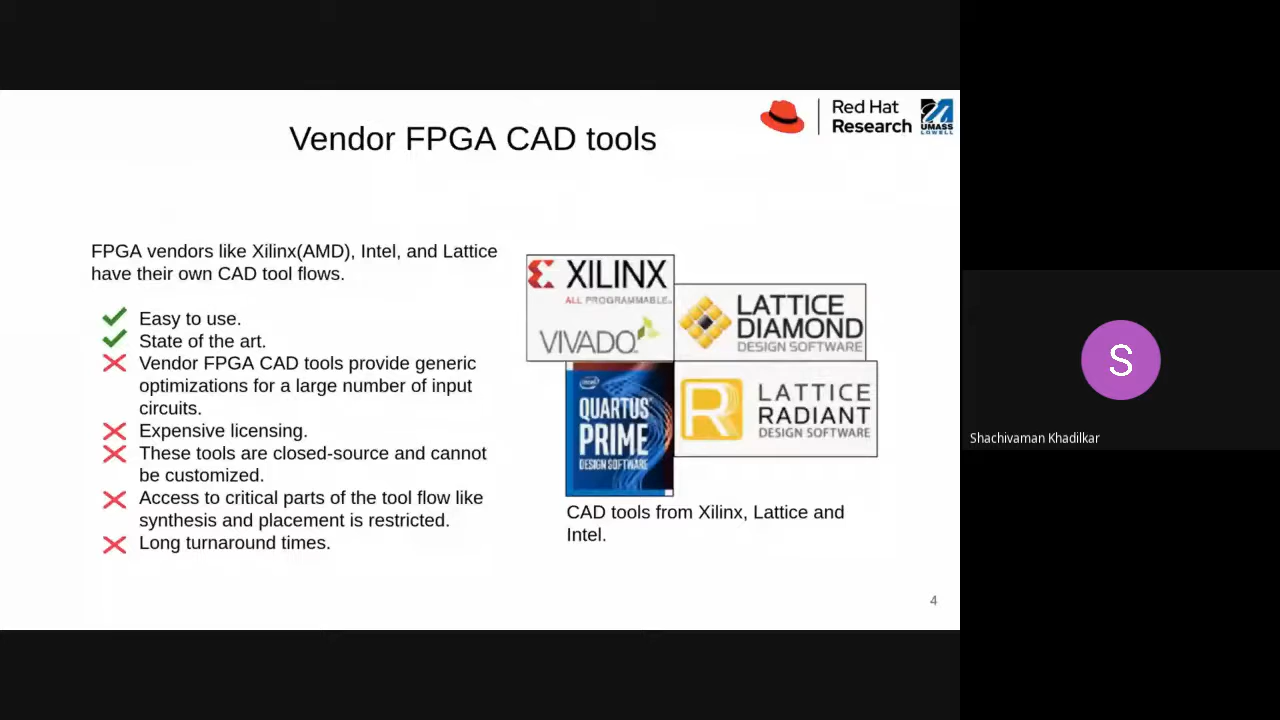 Vendor FPGA CAD tools
Red Hat
Research
UMASS
LOWELL
FPGA vendors like Xilinx(AMD), Intel, and Lattice
have their own CAD tool flows.
Easy to use.
State of the art.
Vendor FPGA CAD tools provide generic
optimizations for a large number of input
circuits.
Expensive licensing.
These tools are closed-source and cannot
be customized.
Access to critical parts of the tool flow like
synthesis and placement is restricted.
Long turnaround times.
XILINX
ALL PROGRAMMABLE
VIVADO
LATTICE
DIAMOND
DESIGN SOFTWARE
intel
QUARTUS
PRIME
DESIGN SOFTWARE
R
LATTICE
RADIANT
DESIGN SOFTWARE
CAD tools from Xilinx, Lattice and
Intel.
4
S
Shachivaman Khadilkar